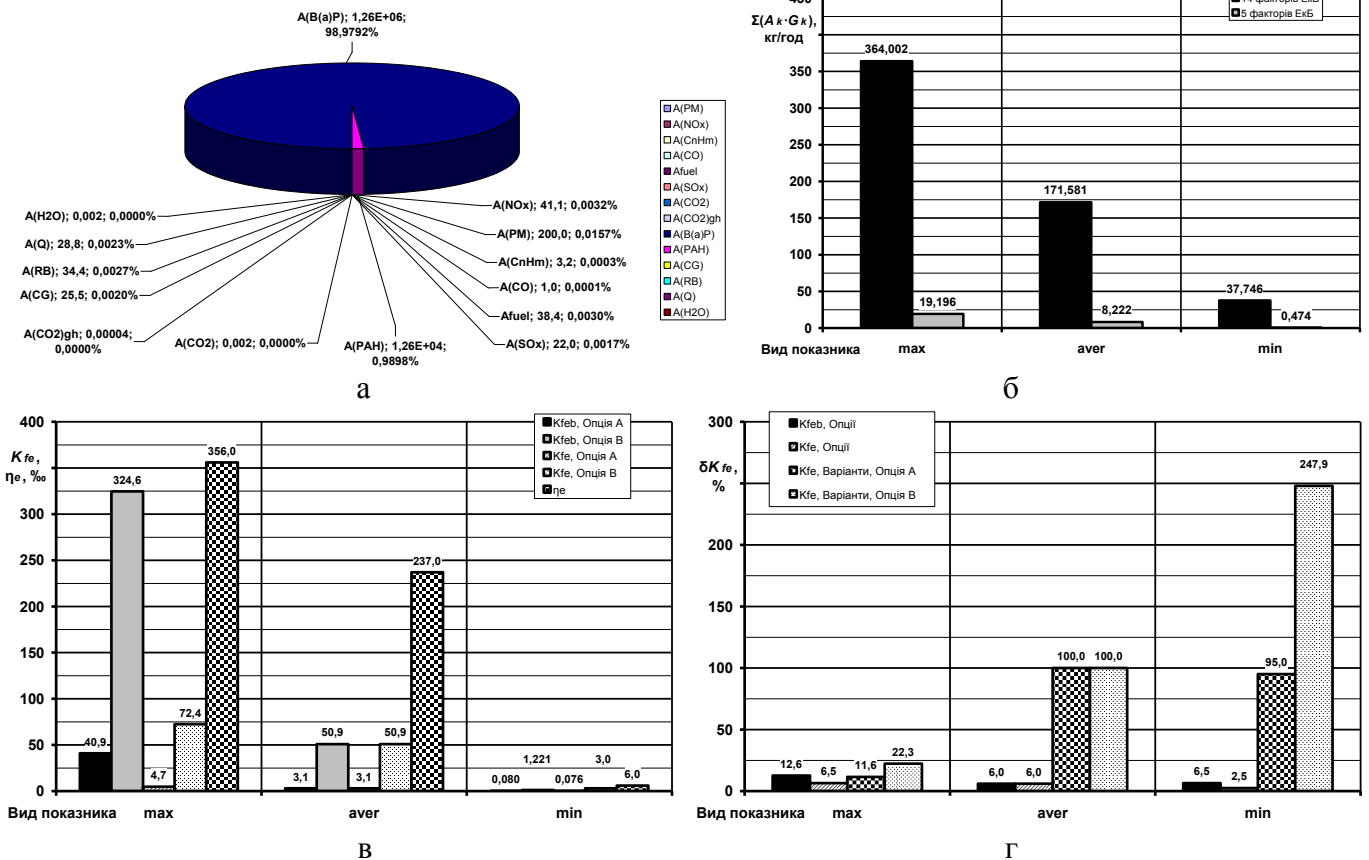 A(B(a)P); 1,26E+06;
98,9792%
A(H2O); 0,002; 0,0000%
A(Q); 28,8; 0,0023%
A(RB); 34,4; 0,0027%
A(CG); 25,5; 0,0020%
A(CO2)gh; 0,00004;
0,0000%
A(CO2); 0,002; 0,0000%
A(PAH); 1,26E+04;
0,9898%
A(NOx); 41,1; 0,0032%
A(PM); 200,0; 0,0157%
A(CnHm); 3,2; 0,0003%
A(CO); 1,0; 0,0001%
Afuel; 38,4; 0,0030%
A(SOx); 22,0; 0,0017%
A(PM)
A(NOx)
A(CnHm)
A(CO)
Afuel
A(SOx)
A(CO2)
A(CO2)gh
A(B(a)P)
A(PAH)
A(CG)
A(RB)
A(Q)
A(H2O)
а
Σ(A k·G k),
кг/год
факторів ЕкБ
5 факторів ЕкБ
350
300
250
200
150
100
50
0
364,002
19,196
171,581
8,222
37,746
0,474
Вид показника max aver min
б
K fe,
ηe, ‰
400
350
300
250
200
150
100
50
0
Kfeb, Опція A
Kfeb, Опція B
Kfe, Опція A
Kfe, Опція B
ηe
40,9
324,6
4,7
72,4
356,0
3,1
50,9
3,1
50,9
237,0
0,080
1,221
0,076
3,0
6,0
Вид показника max aver min
в
δK fe,
%
300
250
200
150
100
50
0
Kfeb, Опції
Kfe, Опції
Kfe, Варіанти, Опція A
Kfe, Варіанти, Опція B
12,6
6,5
11,6
22,3
6,0
6,0
100,0
100,0
6,5
2,5
95,0
247,9
Вид показника max aver min
г